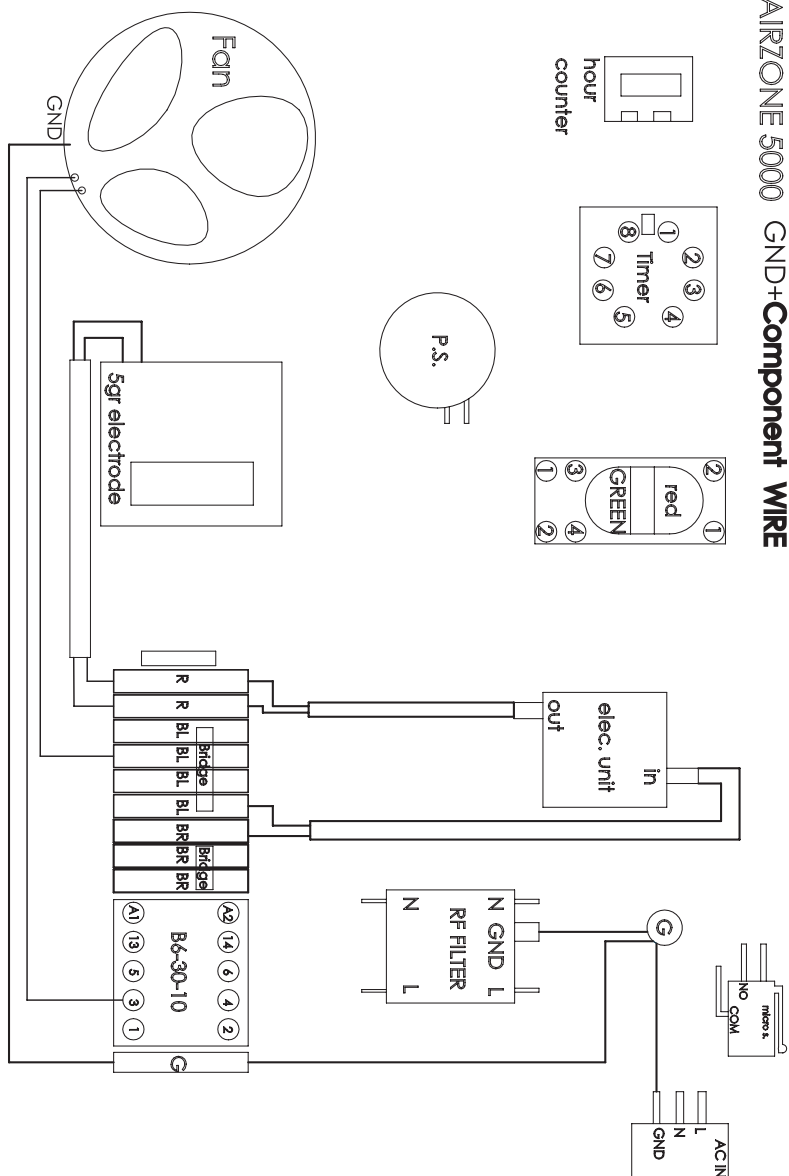 AIRZONE 5000 GND+Component WIRE
hour
counter
1
2
3
4
5
6
7
8
Timer
P.S.
2
1
red
GREEN
3
4
1
2
Fan
GND
5gr electrode
elec. unit
in
out
R
R
BL
BL
BL
BL
BR
BR
BR
Bridge
Bridge
A2
14
6
4
2
B6-30-10
A1
13
5
3
1
G
N GND L
RF FILTER
N L
G
micro s.
NO
COM
AC IN
L
N
GND